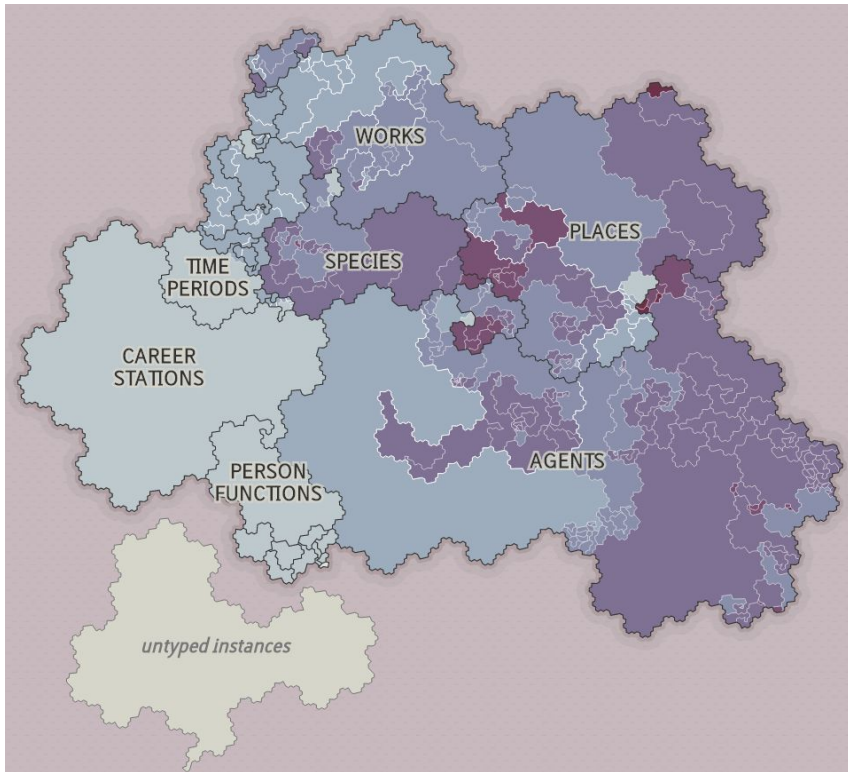 WORKS
PLACES
SPECIES
TIME
PERIODS
CAREER
STATIONS
AGENTS
PERSON
FUNCTIONS
untyped instances